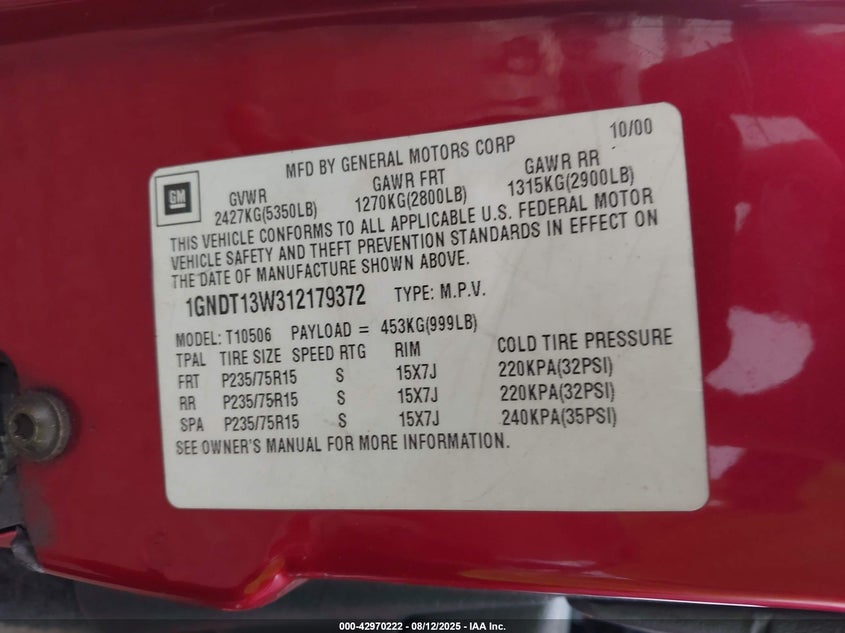 10/00
MFD BY GENERAL MOTORS CORP
GM
GVWR GAWR FRT GAWR RR
2427KG(5350LB) 1270KG(2800LB) 1315KG(2900LB)
THIS VEHICLE CONFORMS TO ALL APPLICABLE U.S. FEDERAL MOTOR
VEHICLE SAFETY AND THEFT PREVENTION STANDARDS IN EFFECT ON
THE DATE OF MANUFACTURE SHOWN ABOVE.
1GNDT13W312179372 TYPE: M.P.V.
MODEL: T10506 PAYLOAD = 453KG(999LB)
TPAL TIRE SIZE SPEED RTG RIM COLD TIRE PRESSURE
FRT P235/75R15 S 15X7J 220KPA(32PSI)
RR P235/75R15 S 15X7J 220KPA(32PSI)
SPA P235/75R15 S 15X7J 240KPA(35PSI)
SEE OWNER'S MANUAL FOR MORE INFORMATION.
000-42970222 - 08/12/2025 - IAA Inc.